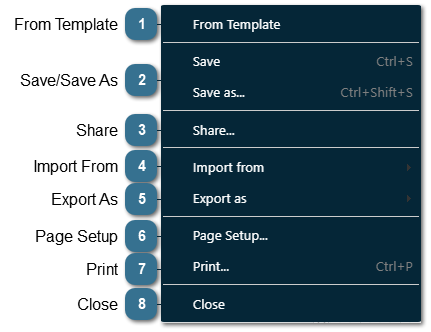 From Template 1 From Template
Save Ctrl+S
Save/Save As 2
Save as... Ctrl+Shift+S
Share 3 Share...
Import From 4 Import from
Export As 5 Export as
Page Setup 6 Page Setup...
Print 7 Print... Ctrl+P
Close 8 Close